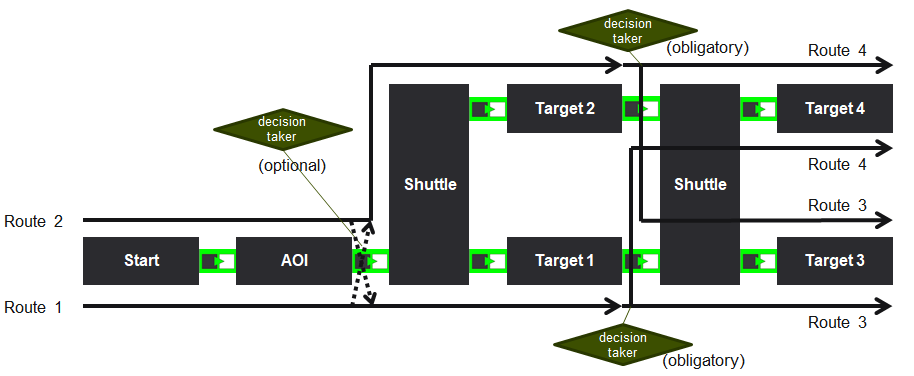 decision
taker
(obligatory)
Route 4
Target 2
Target 4
decision
taker
(optional)
Route 4
Shuttle
Shuttle
Route 3
Route 2
Start
AOI
Target 1
Target 3
Route 1
Route 3
decision
taker
(obligatory)